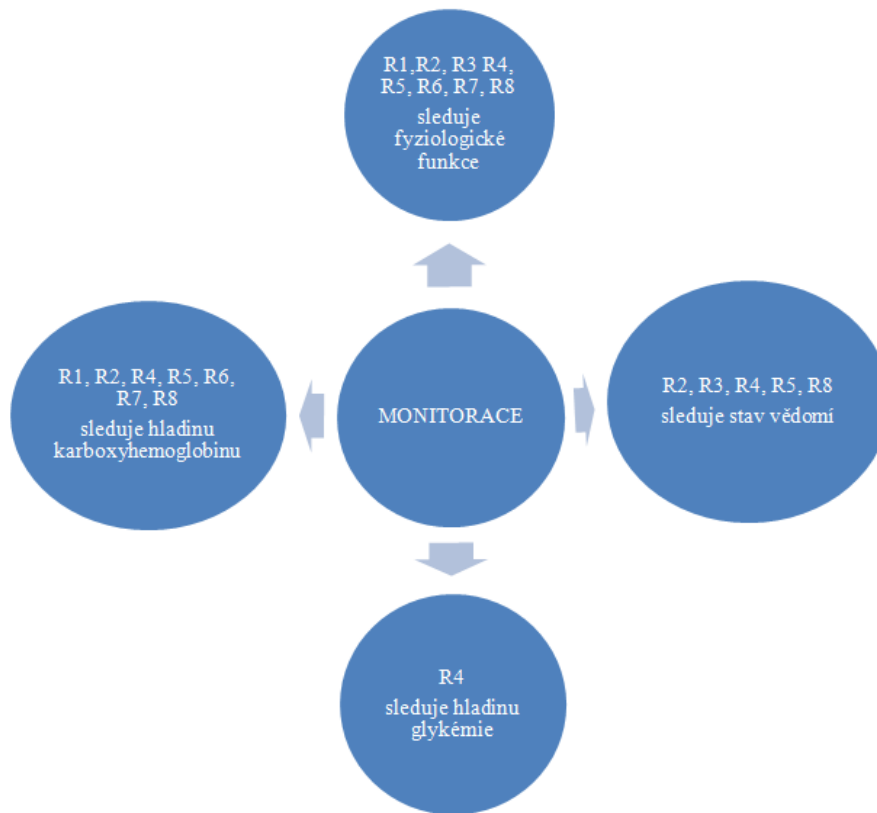 R1,R2, R3 R4,
R5, R6, R7, R8
sleduje
fyziologické
funkce
R1, R2, R4, R5, R6,
R7, R8
sleduje hladinu
karboxyhemoglobinu
MONITORACE
R2, R3, R4, R5, R8
sleduje stav vědomí
R4
sleduje hladinu
glykémie